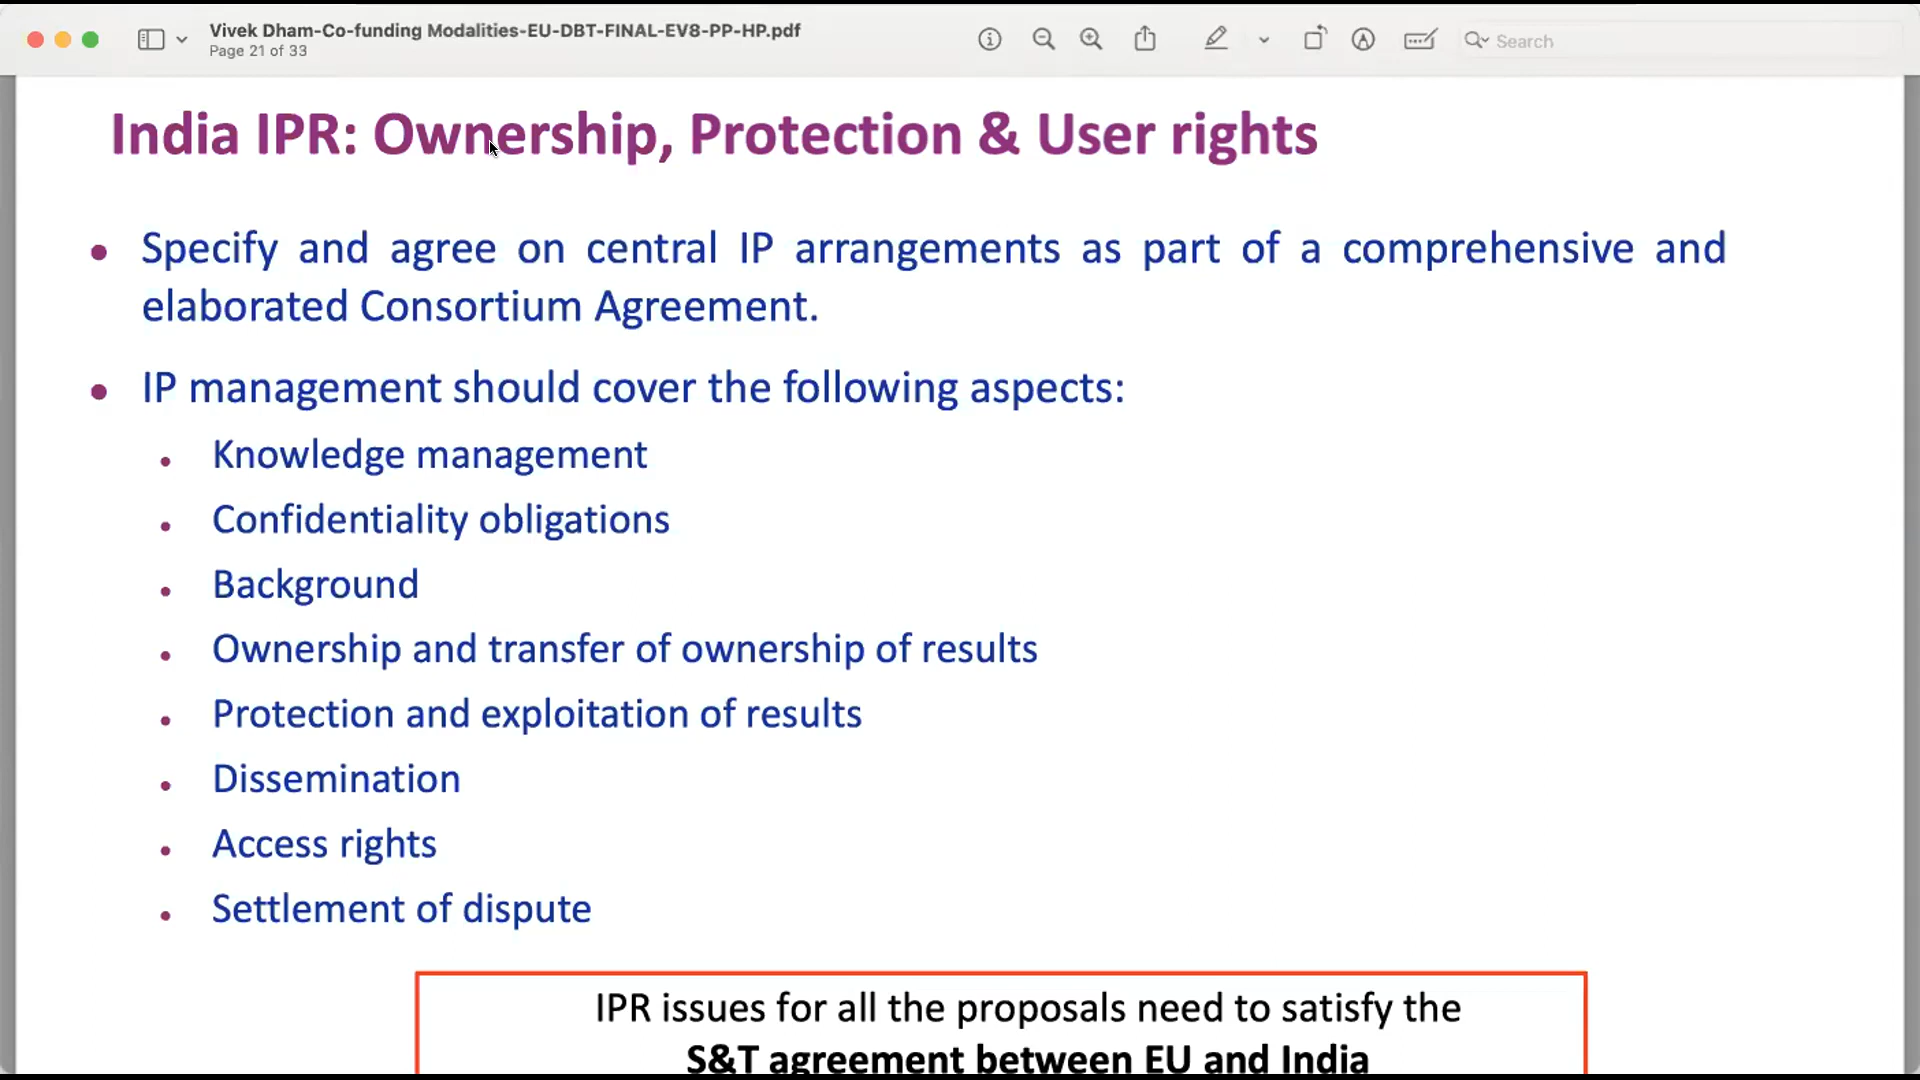 Vivek Dham-Co-funding Modalities-EU-DBT-FINAL-EV8-PP-HP.pdf
Page 21 of 33
Search
India IPR: Ownership, Protection & User rights
• Specify and agree on central IP arrangements as part of a comprehensive and
elaborated Consortium Agreement.
• IP management should cover the following aspects:
• Knowledge management
• Confidentiality obligations
• Background
• Ownership and transfer of ownership of results
• Protection and exploitation of results
• Dissemination
• Access rights
• Settlement of dispute
IPR issues for all the proposals need to satisfy the
S&T agreement between EU and India